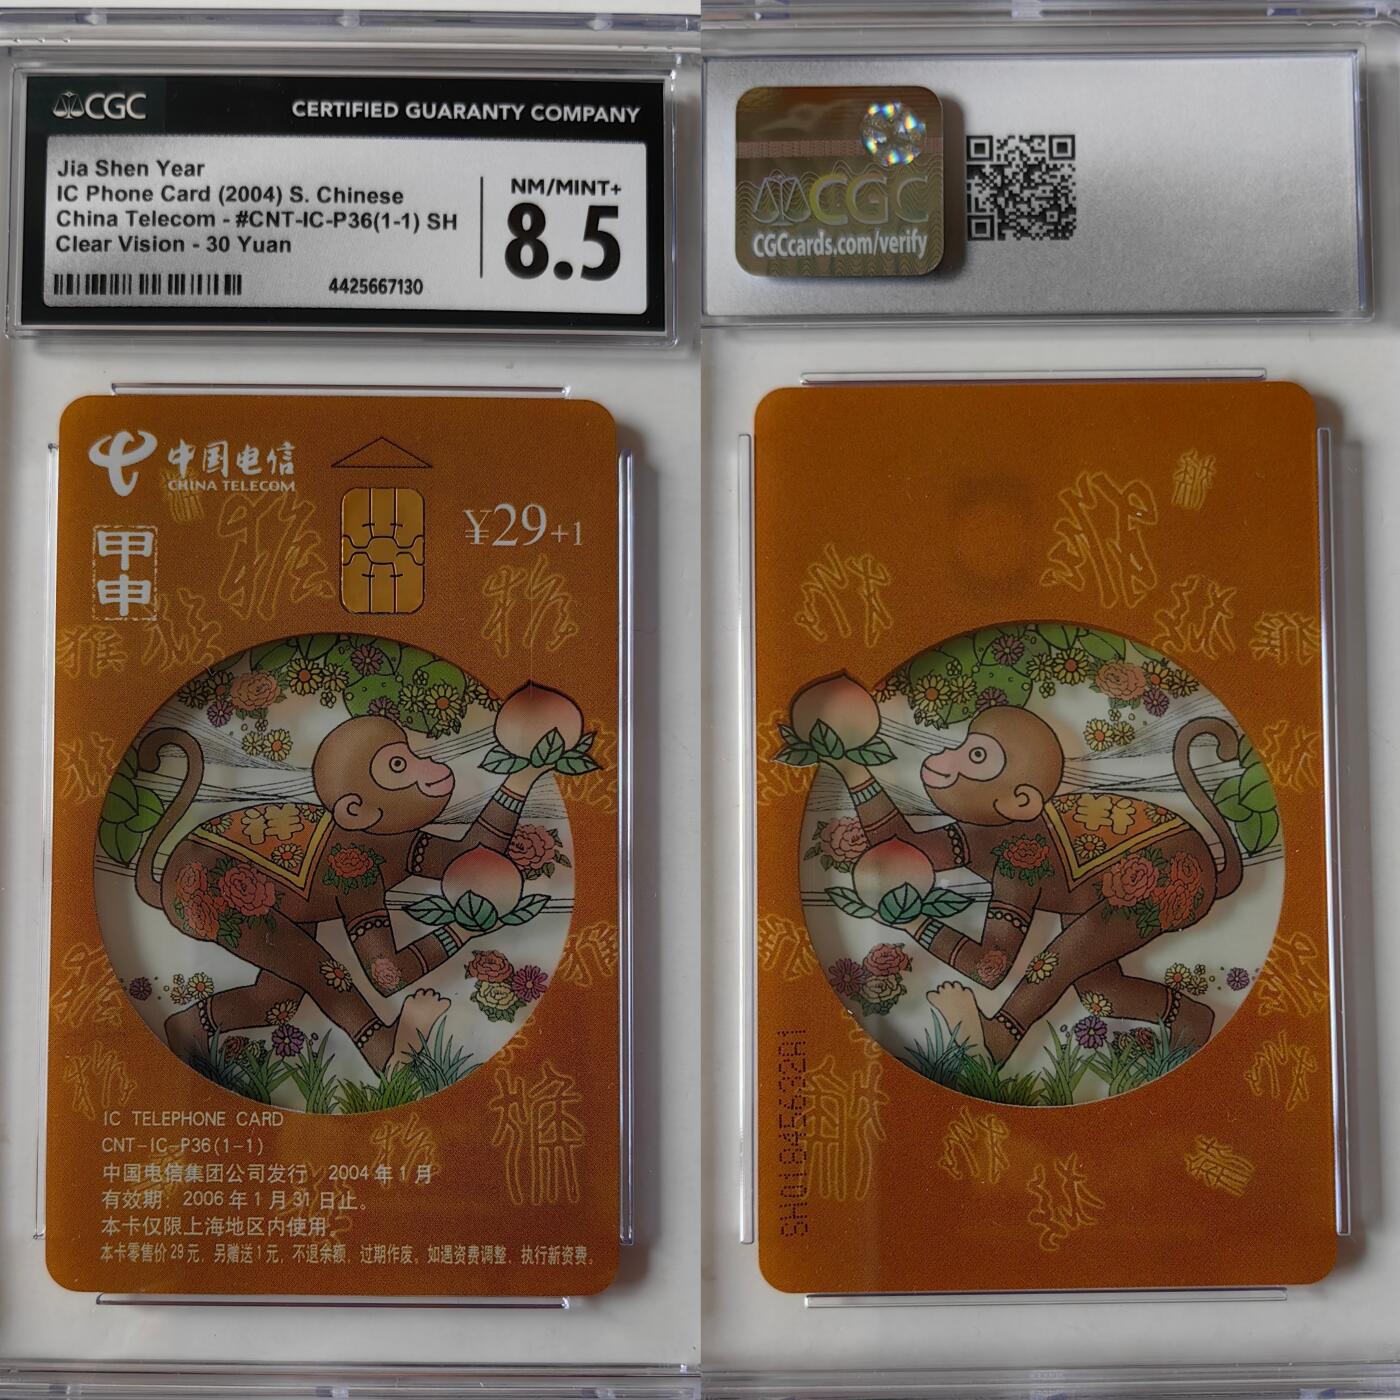 CGC
CERTIFIED GUARANTY COMPANY
Jia Shen Year
IC Phone Card (2004) S. Chinese
China Telecom - #CNT-IC-P36(1-1) SH
Clear Vision - 30 Yuan
4425667130
NM/MINT+
8.5
中国电信
CHINA TELECOM
甲申
¥29+1
猴
IC TELEPHONE CARD
CNT-IC-P36(1-1)
中国电信集团公司发行 2004年1月
有效期：2006年1月31日止。
本卡仅限上海地区内使用。
本卡零售价29元，另赠送1元，不退余额，过期作废。如遇资费调整，执行新资费。
CGC
CGCcards.com/verify